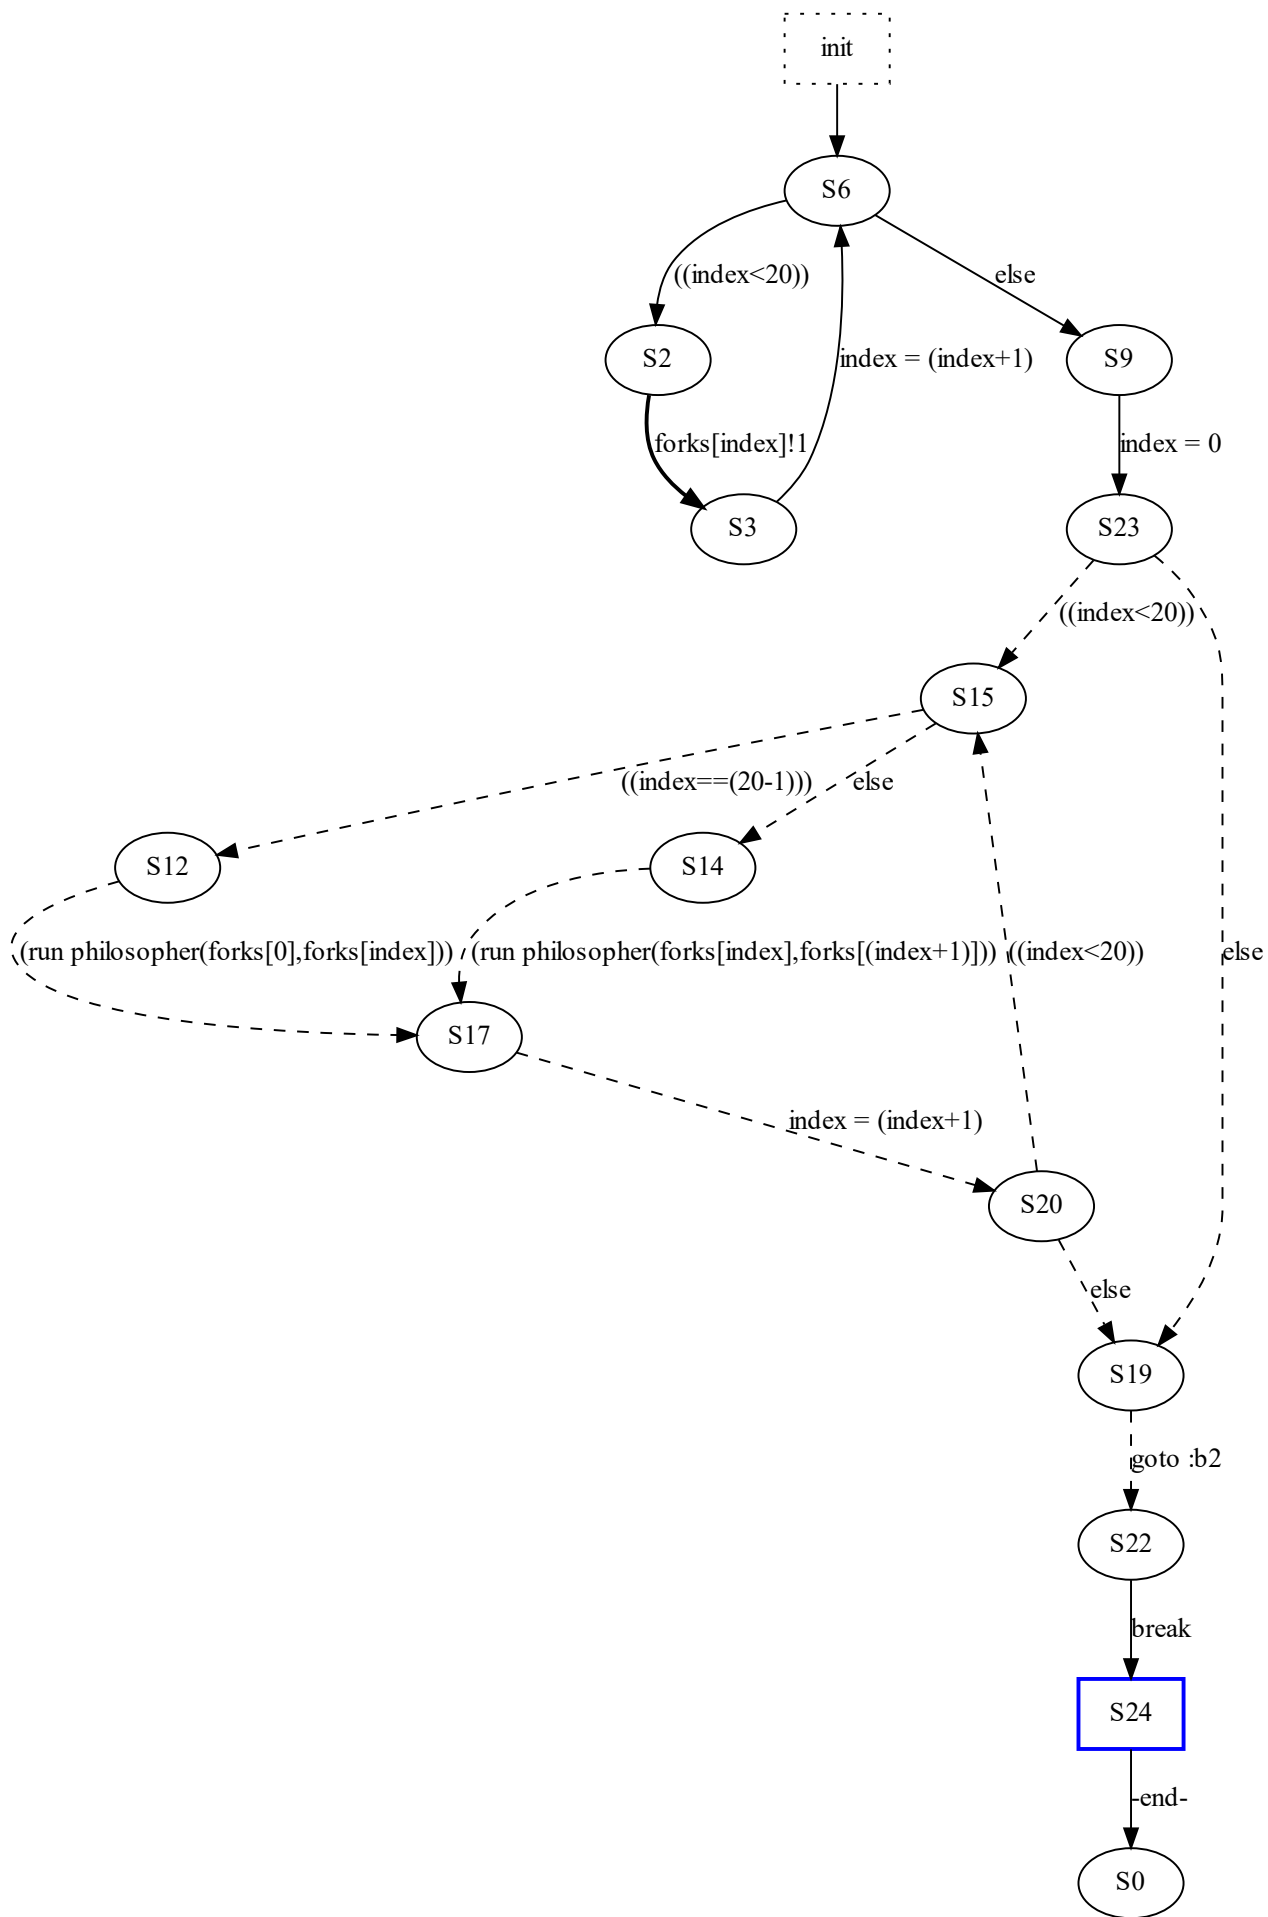 init
S6
((index<20))
else
S2
index = (index+1)
S9
forks[index]!1
index = 0
S3
S23
((index<20))
S15
((index==(20-1)))
else
S12
S14
(run philosopher(forks[0],forks[index]))
(run philosopher(forks[index],forks[(index+1)]))
((index<20))
else
S17
index = (index+1)
S20
else
S19
goto :b2
S22
break
S24
-end-
S0